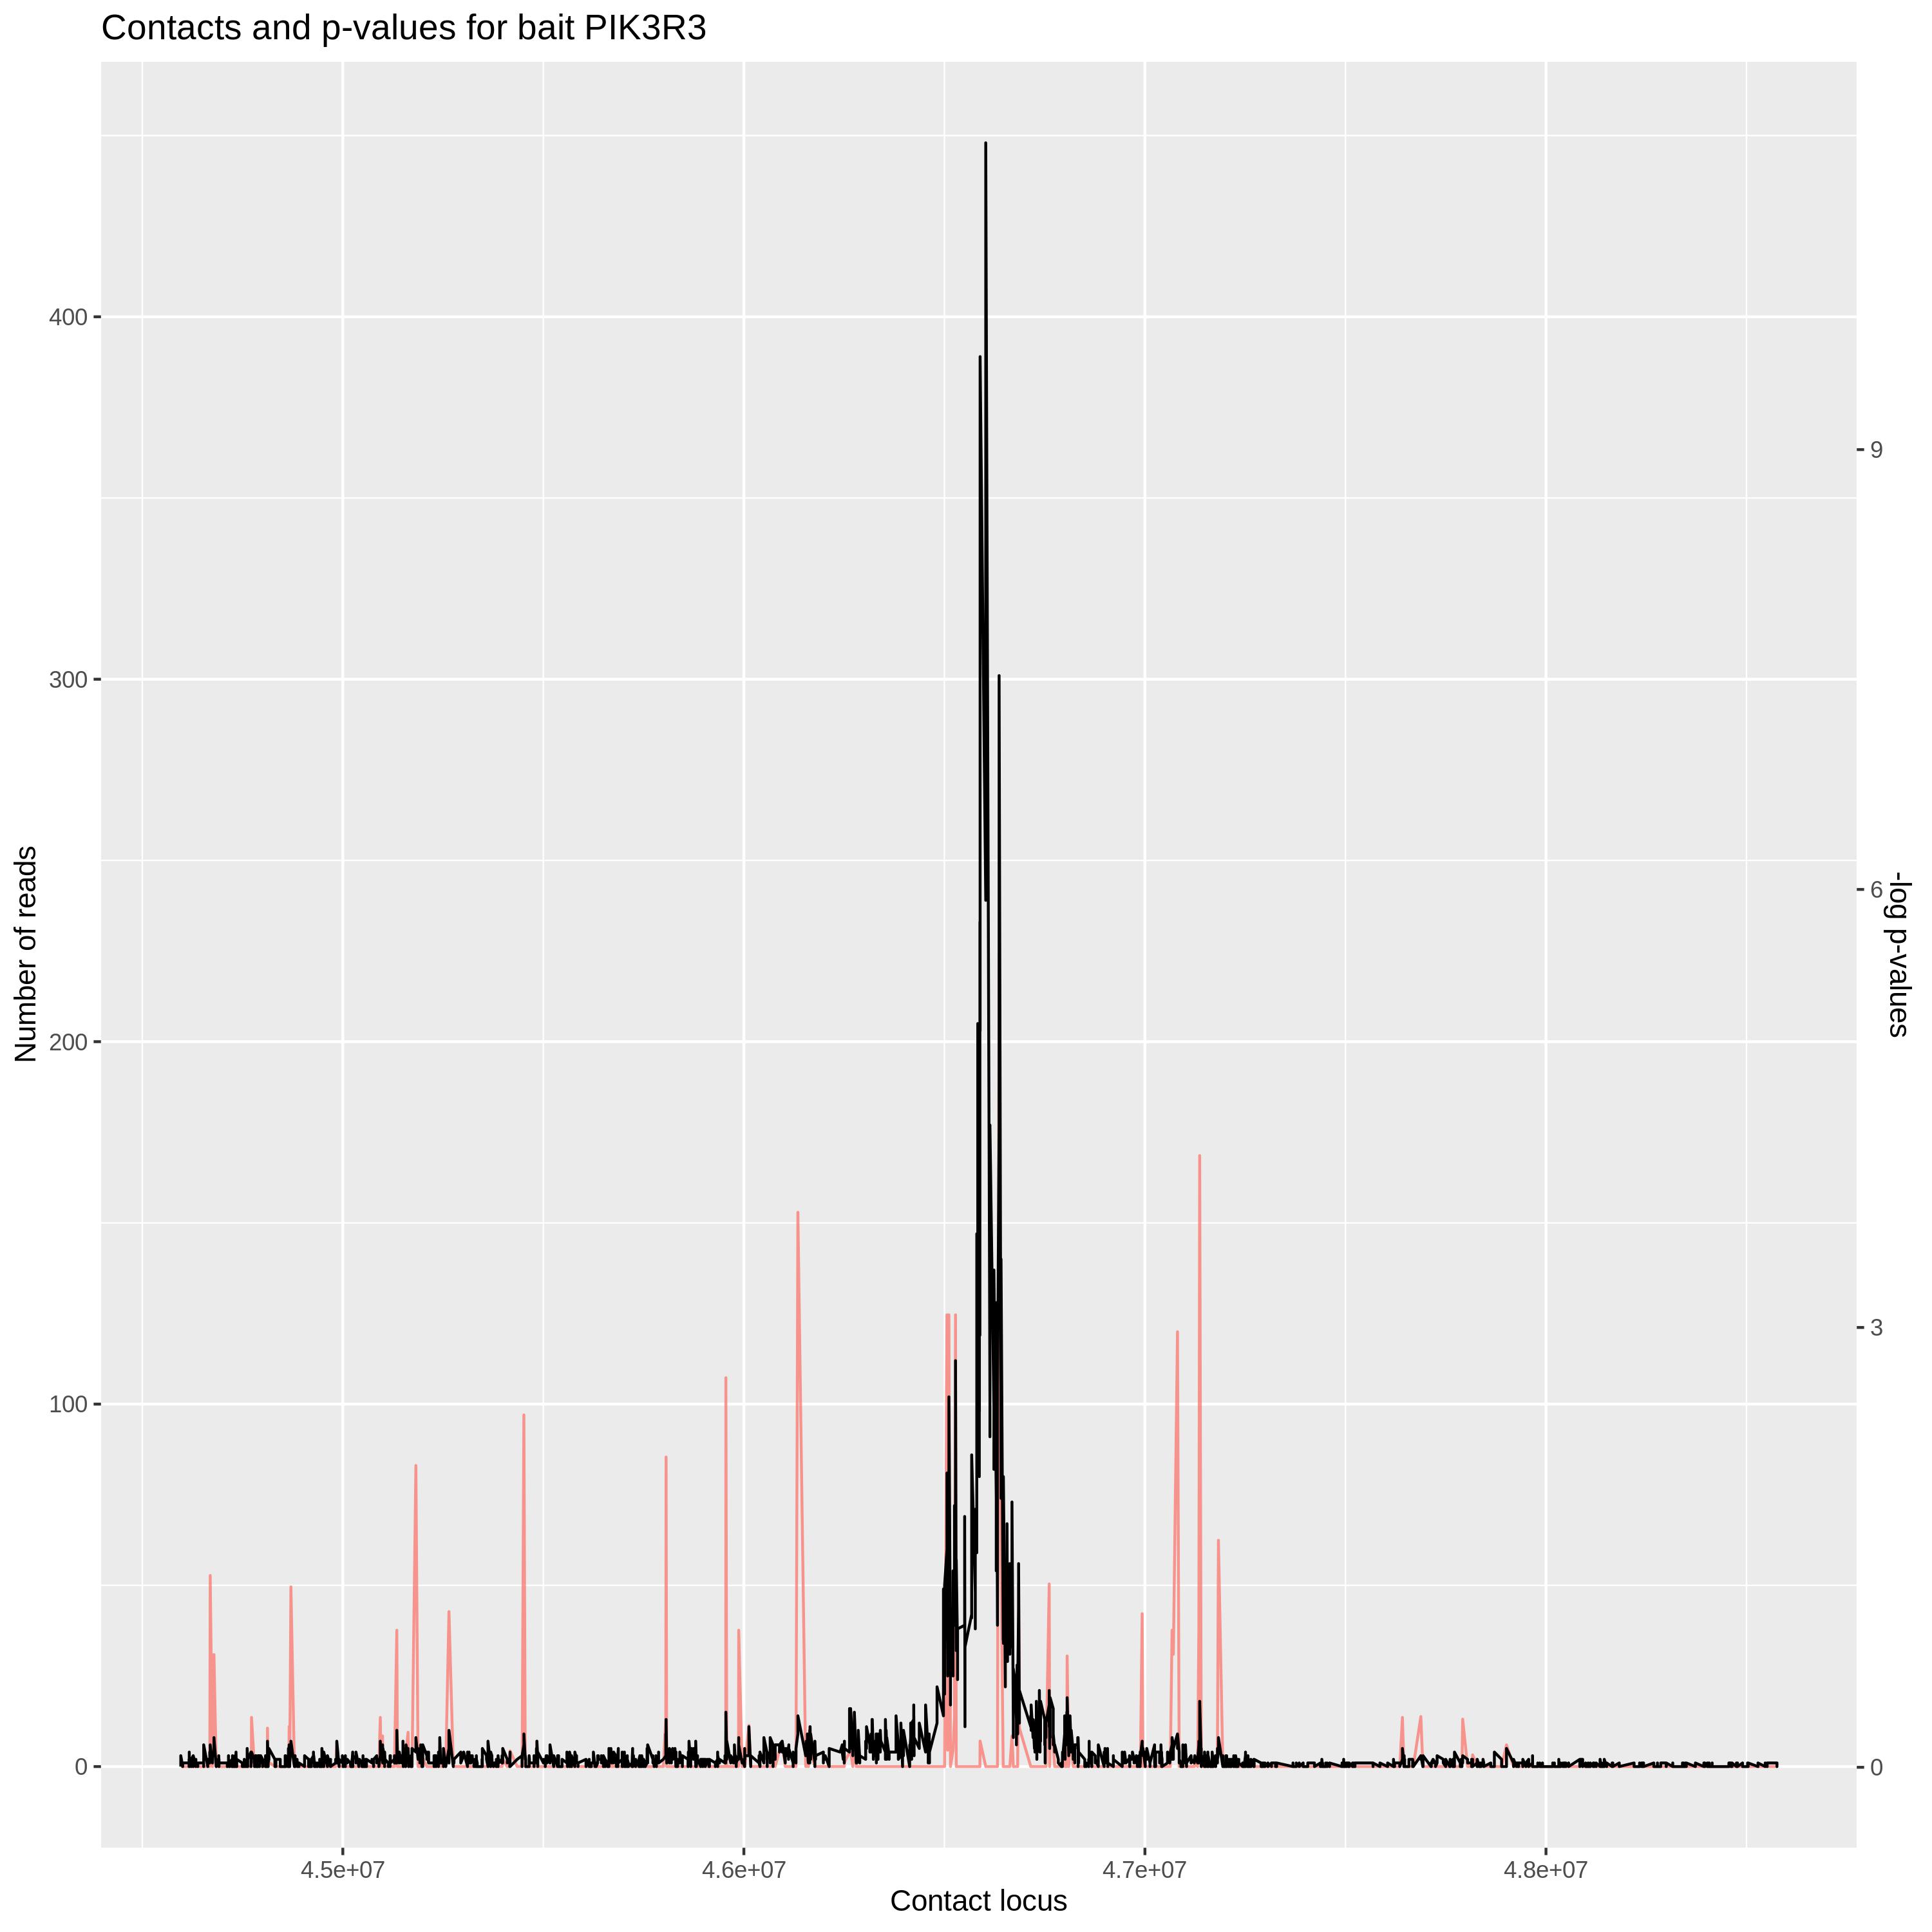 Contacts and p-values for bait PIK3R3
400
300
200
100
0
Number of reads
9
6
3
0
-log p-values
4.5e+07
4.6e+07
4.7e+07
4.8e+07
Contact locus